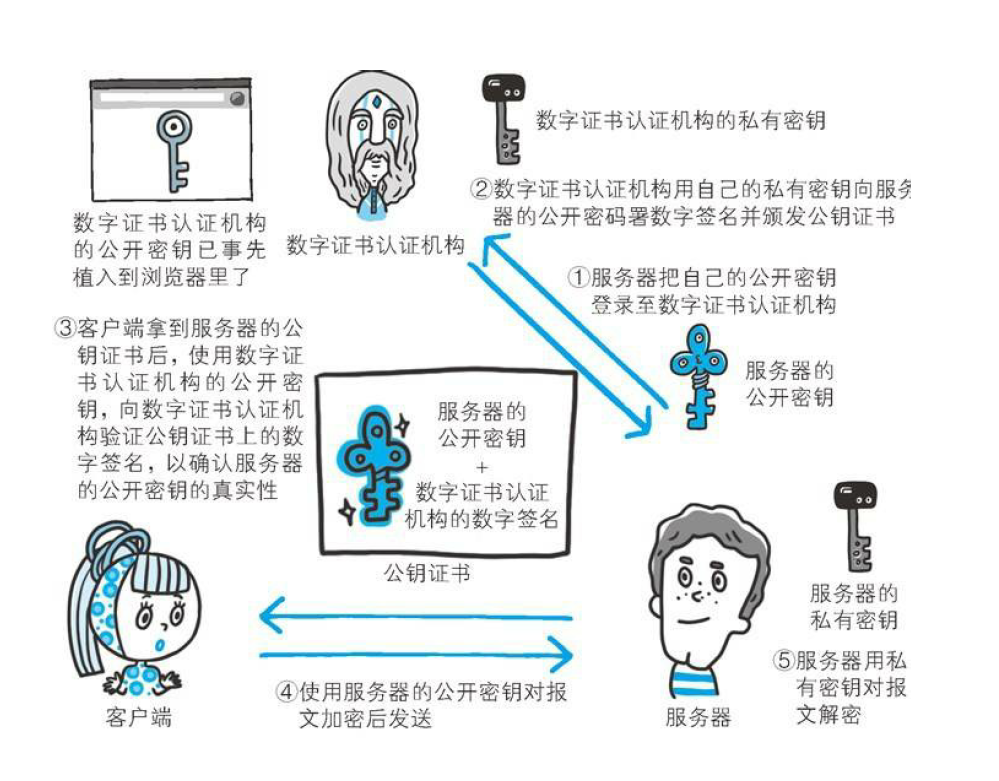 数字证书认证机构的私有密钥
②数字证书认证机构用自己的私有密钥向服务
器的公开密码署数字签名并颁发公钥证书
数字证书认证机构
的公开密钥已事先
植入到浏览器里了
数字证书认证机构
①服务器把自己的公开密钥
登录至数字证书认证机构
③客户端拿到服务器的公
钥证书后，使用数字证
书认证机构的公开密
钥，向数字证书认证机
构验证公钥证书上的数
字签名，以确认服务器
的公开密钥的真实性
服务器的
公开密钥
服务器的
公开密钥
+
数字证书认证
机构的数字签名
公钥证书
服务器的
私有密钥
④使用服务器的公开密钥对报
文加密后发送
⑤服务器用私
有密钥对报
文解密
客户端
服务器